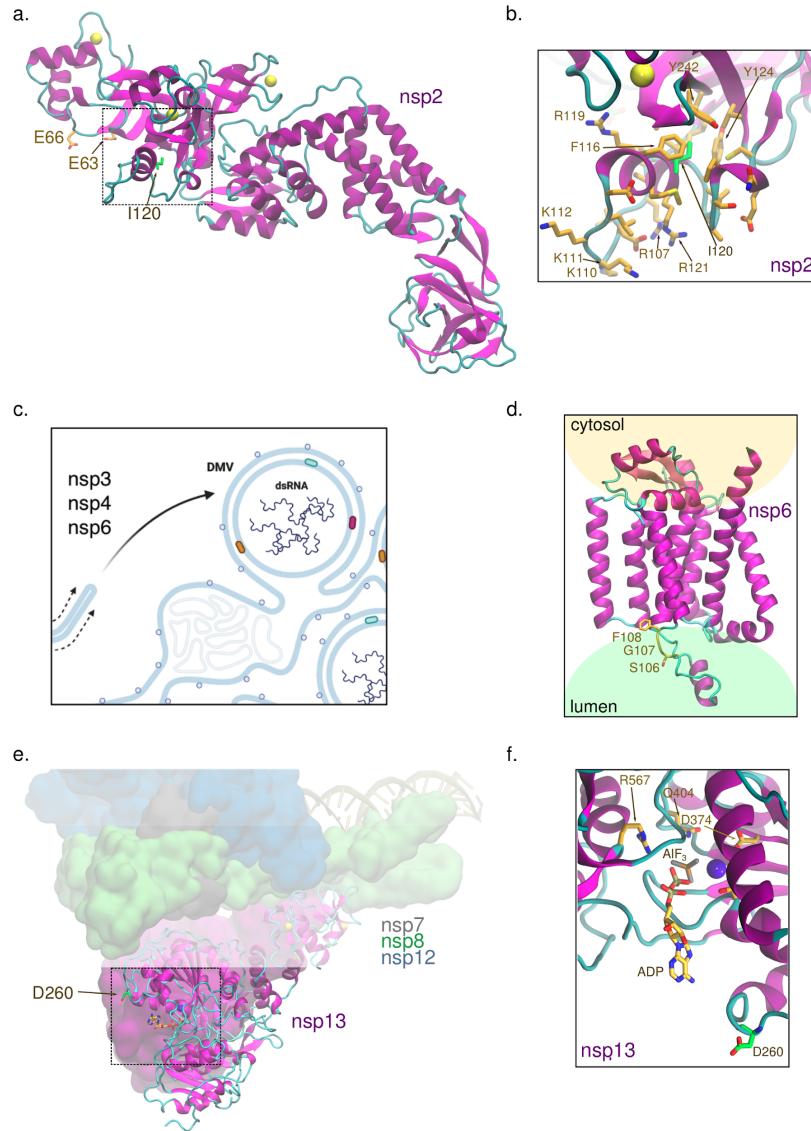 a.
nsp2
E66
E63
I120
b.
Y242
Y124
R119
F116
K112
K111
K110
R107
R121
I120
nsp2
c.
nsp3
nsp4
nsp6
DMV
dsRNA
d.
cytosol
nsp6
F108
G107
S106
lumen
e.
nsp7
nsp8
nsp12
D260
nsp13
f.
R567
Q404
D374
AlF3
ADP
D260
nsp13